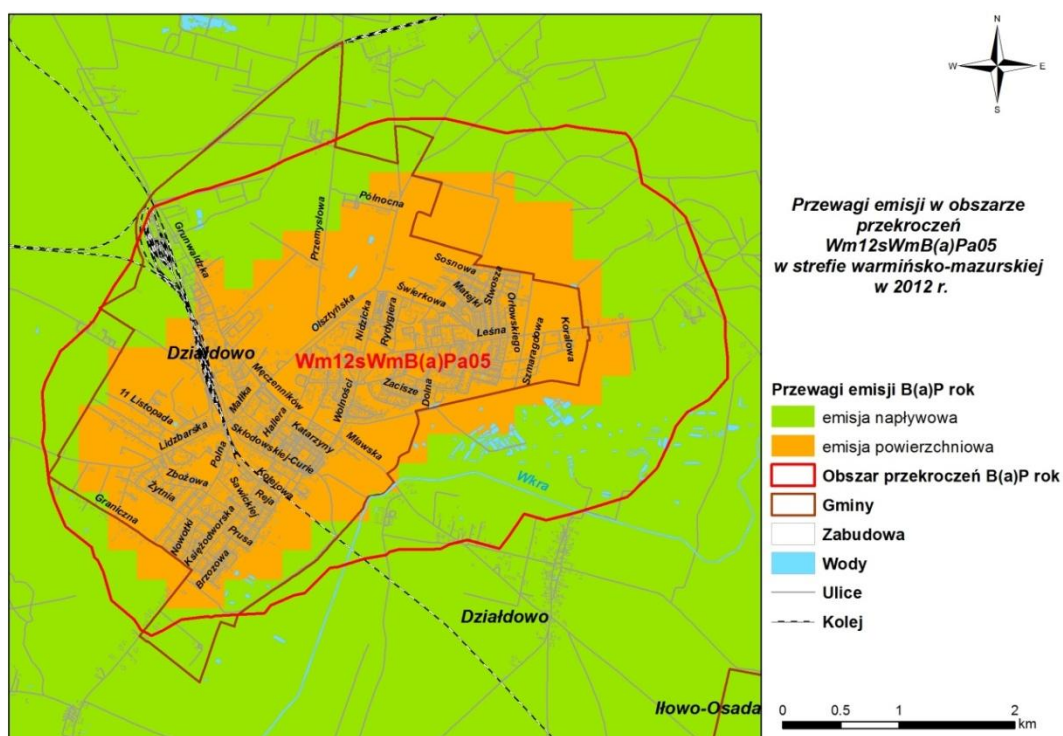 N
W
E
S
Przewagi emisji w obszarze
przekroczeń
Wm12sWmB(a)Pa05
w strefie warmińsko-mazurskiej
w 2012 r.
Przewagi emisji B(a)P rok
emisja napływowa
emisja powierzchniowa
Obszar przekroczeń B(a)P rok
Gminy
Zabudowa
Wody
Ulice
Kolej
0 0.5 1 2
km
Północna
Przemysłowa
Grunwaldzka
Sosnowa
Stwosza
Matejki
Świerkowa
Orłowskiego
Olsztyńska
Nidzicka
Rydygiera
Leśna
Szmaragdowa
Koralowa
Działdowo
Wm12sWmB(a)Pa05
Męczenników
Zacisze
Dolna
Wolności
Malłka
Hallera
11 Listopada
Lidzbarska
Skłodowskiej-Curie
Katarzyny
Mławska
Polna
Zbożowa
Żytnia
Kolejowa
Sawickiej
Reja
Wkra
Graniczna
Nowotki
Księżodworska
Prusa
Brzozowa
Działdowo
Iłowo-Osada